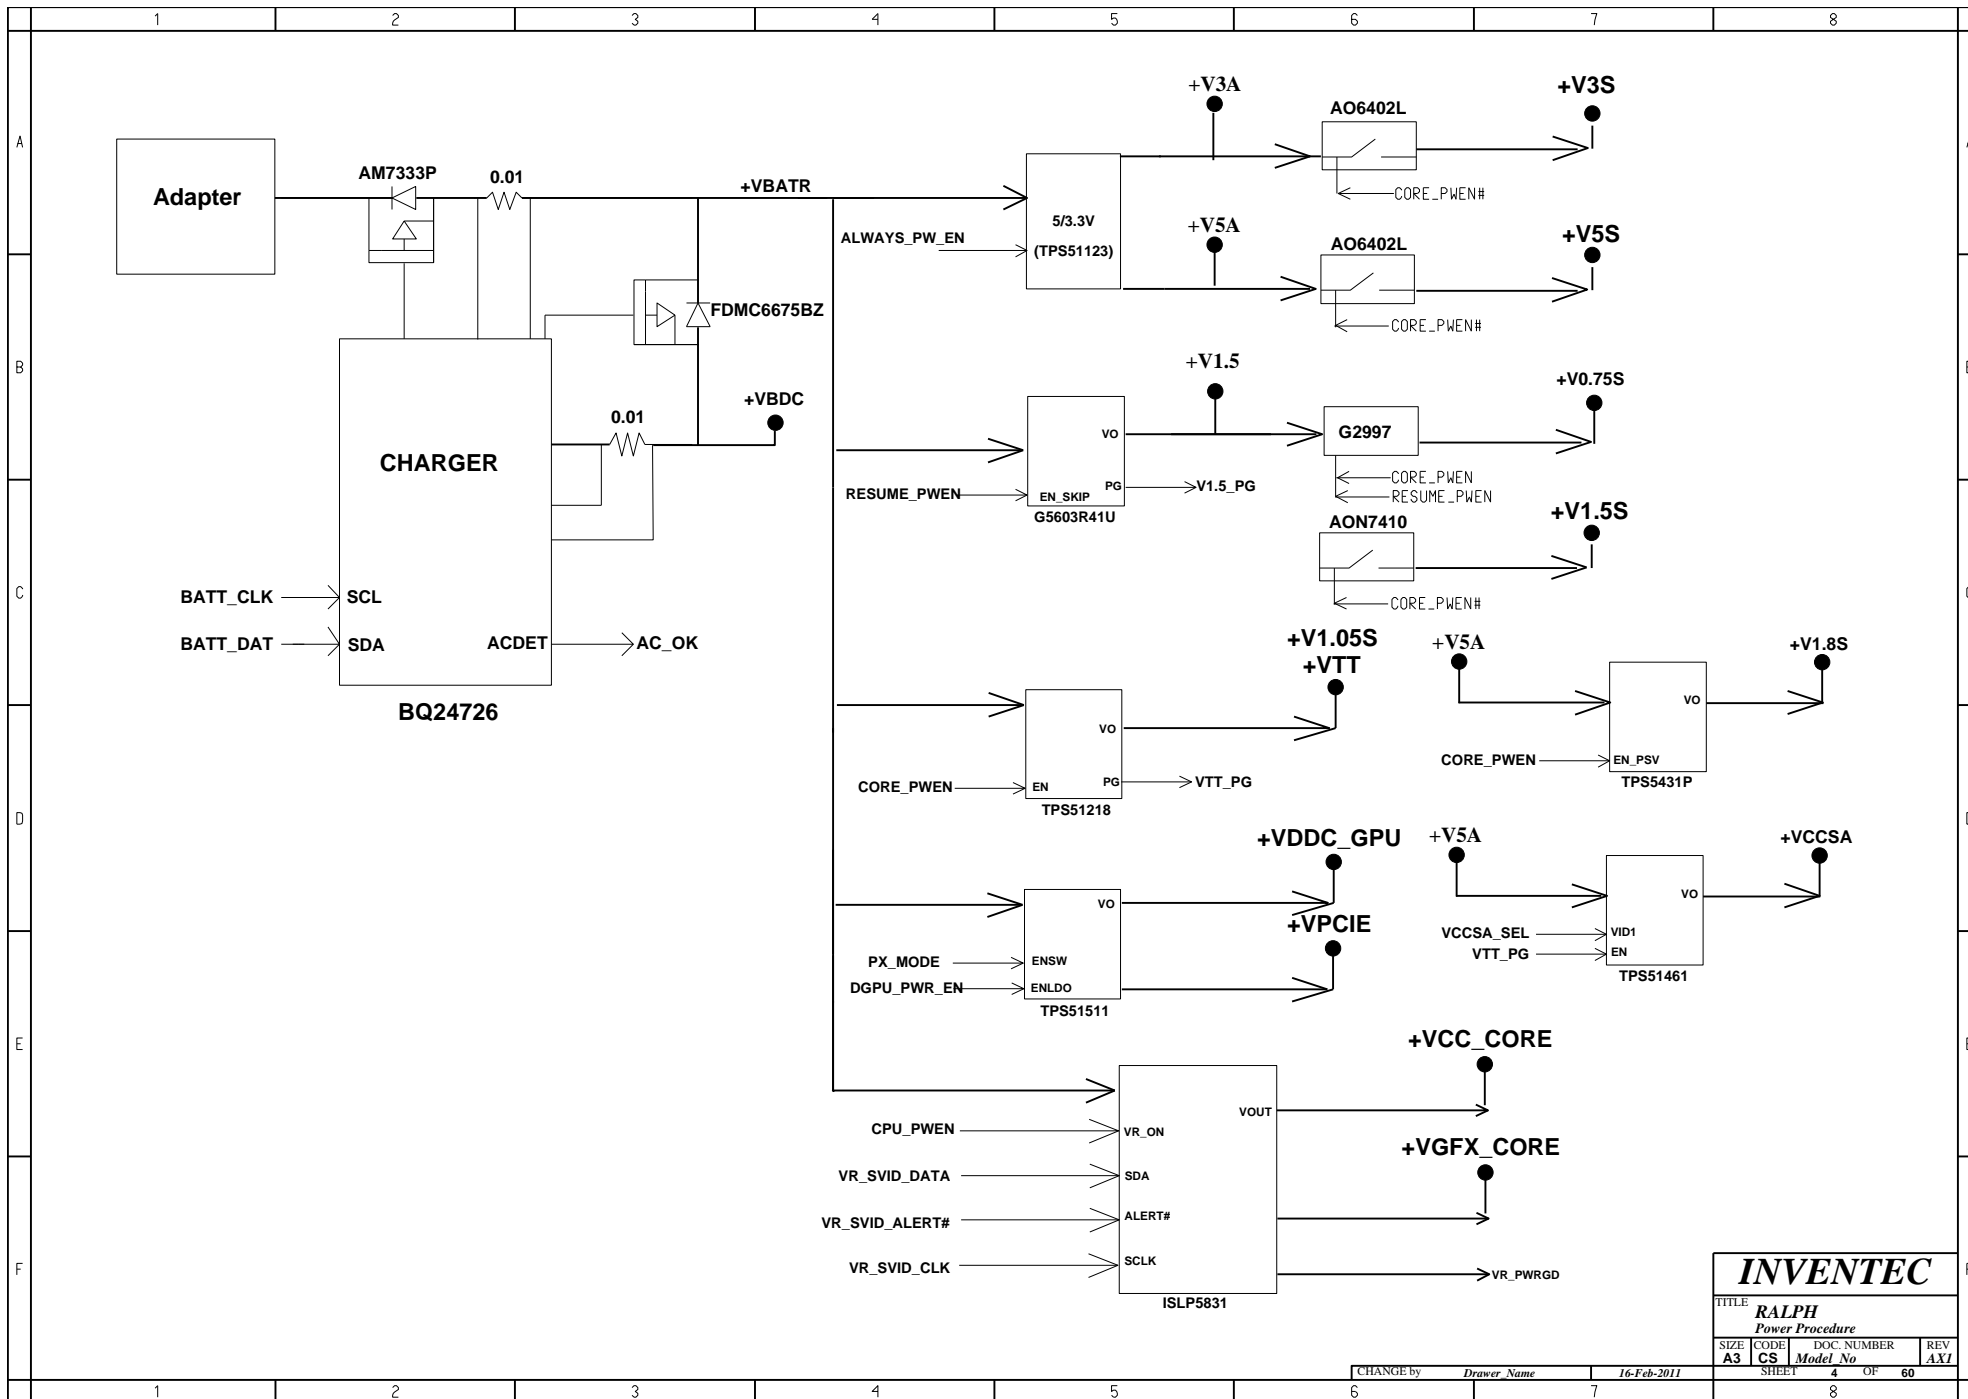 1 2 3 4 5 6 7 8
A
B
C
D
E
F
Adapter
AM7333P
0.01
+VBATR
FDMC6675BZ
0.01
+VBDC
CHARGER
BATT_CLK
SCL
BATT_DAT
SDA
ACDET
AC_OK
BQ24726
ALWAYS_PW_EN
5/3.3V
(TPS51123)
+V3A
AO6402L
CORE_PWEN#
+V3S
+V5A
AO6402L
CORE_PWEN#
+V5S
RESUME_PWEN
VO
PG
EN_SKIP
G5603R41U
V1.5_PG
+V1.5
G2997
CORE_PWEN
RESUME_PWEN
+V0.75S
AON7410
CORE_PWEN#
+V1.5S
CORE_PWEN
VO
PG
EN
TPS51218
VTT_PG
+V1.05S
+VTT
+V5A
CORE_PWEN
VO
EN_PSV
TPS5431P
+V1.8S
PX_MODE
DGPU_PWR_EN
VO
ENSW
ENLDO
TPS51511
+VDDC_GPU
+VPCIE
+V5A
VCCSA_SEL
VTT_PG
VO
VID1
EN
TPS51461
+VCCSA
CPU_PWEN
VR_SVID_DATA
VR_SVID_ALERT#
VR_SVID_CLK
VOUT
VR_ON
SDA
ALERT#
SCLK
ISLP5831
+VCC_CORE
+VGFX_CORE
VR_PWRGD
INVENTEC
TITLE
RALPH
Power Procedure
SIZE CODE DOC. NUMBER REV
A3 CS Model_No AX1
CHANGE by Drawer_Name 16-Feb-2011 SHEET 4 OF 60
1 2 3 4 5 6 7 8